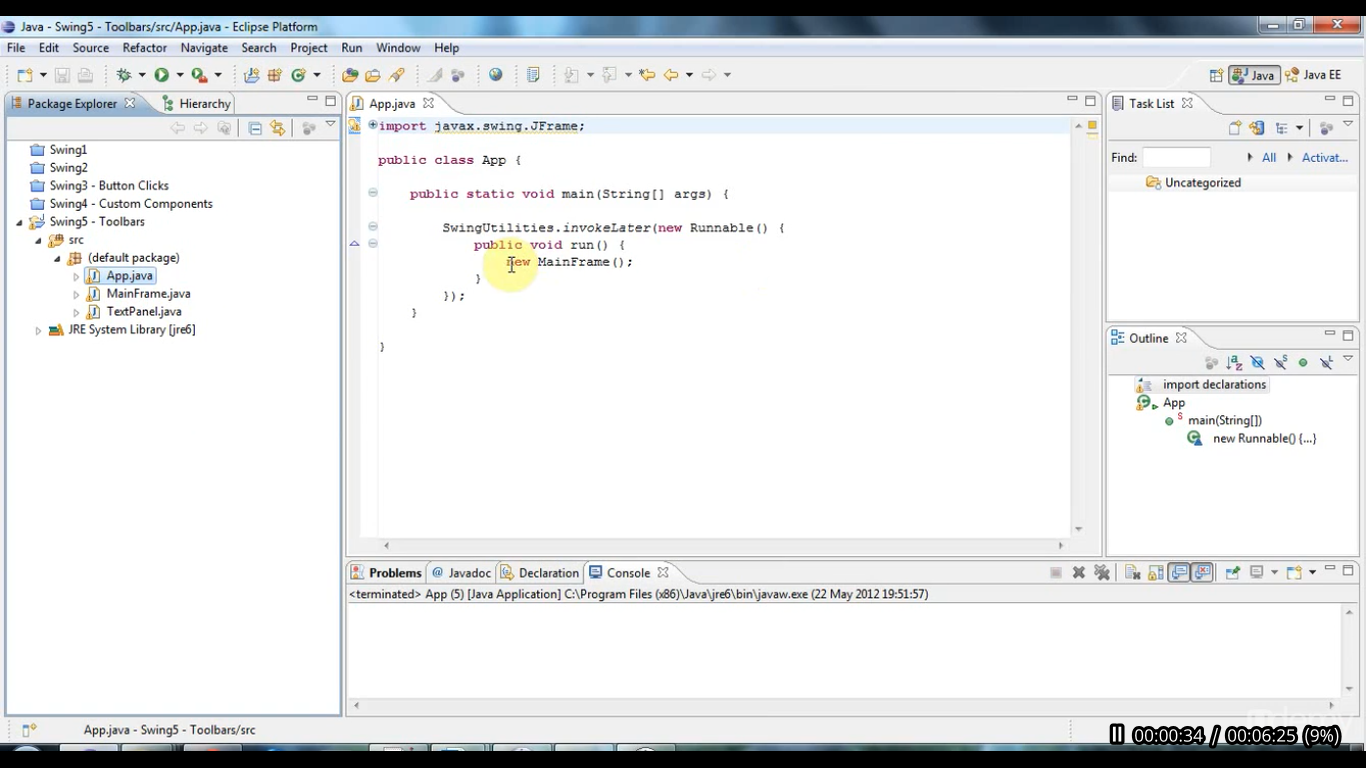 Java - Swing5 - Toolbars/src/App.java - Eclipse Platform
File Edit Source Refactor Navigate Search Project Run Window Help
Java Java EE
Package Explorer Hierarchy
Swing1
Swing2
Swing3 - Button Clicks
Swing4 - Custom Components
Swing5 - Toolbars
src
(default package)
App.java
MainFrame.java
TextPanel.java
JRE System Library [jre6]
App.java
import javax.swing.JFrame;
public class App {
public static void main(String[] args) {
SwingUtilities.invokeLater(new Runnable() {
public void run() {
new MainFrame();
}
});
}
}
Task List
Find: All Activat...
Uncategorized
Outline
import declarations
App
main(String[])
new Runnable() {...}
Problems Javadoc Declaration Console
<terminated> App (5) [Java Application] C:\Program Files (x86)\Java\jre6\bin\javaw.exe (22 May 2012 19:51:57)
App.java - Swing5 - Toolbars/src
00:00:34 / 00:06:25 (9%)